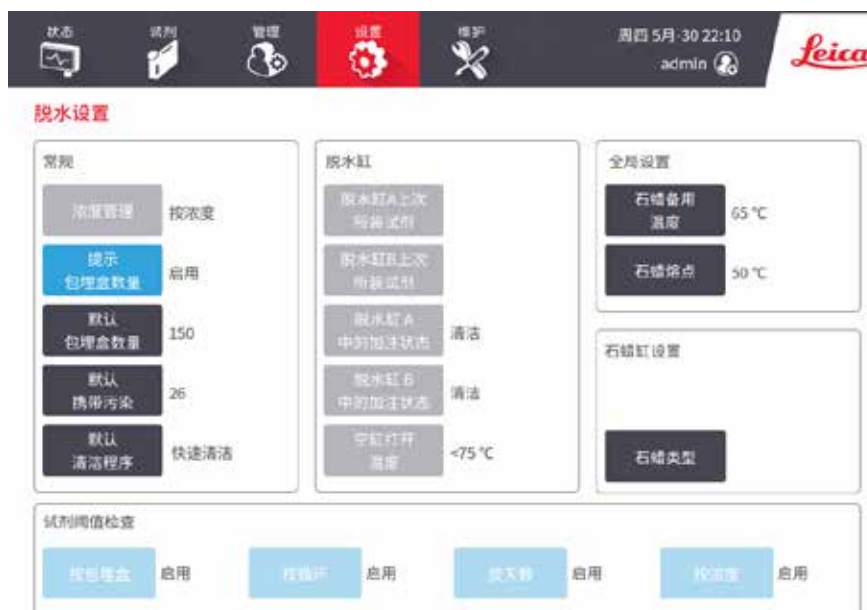 状态
试剂
管理
设置
维护
周四 5月 30 22:10
admin
Leica
脱水设置
常规
浓度管理
按浓度
提示
包埋盒数量
启用
默认
包埋盒数量
150
默认
携带污染
26
默认
清洁程序
快速清洁
脱水缸
脱水缸A上次
所装试剂
脱水缸B上次
所装试剂
脱水缸 A
中的加注状态
清洁
脱水缸 B
中的加注状态
清洁
空缸打开
温度
<75 °C
全局设置
石蜡备用
温度
65 °C
石蜡熔点
50 °C
石蜡缸设置
石蜡类型
试剂阈值检查
按包埋盒
启用
按循环
启用
按天数
启用
按浓度
启用